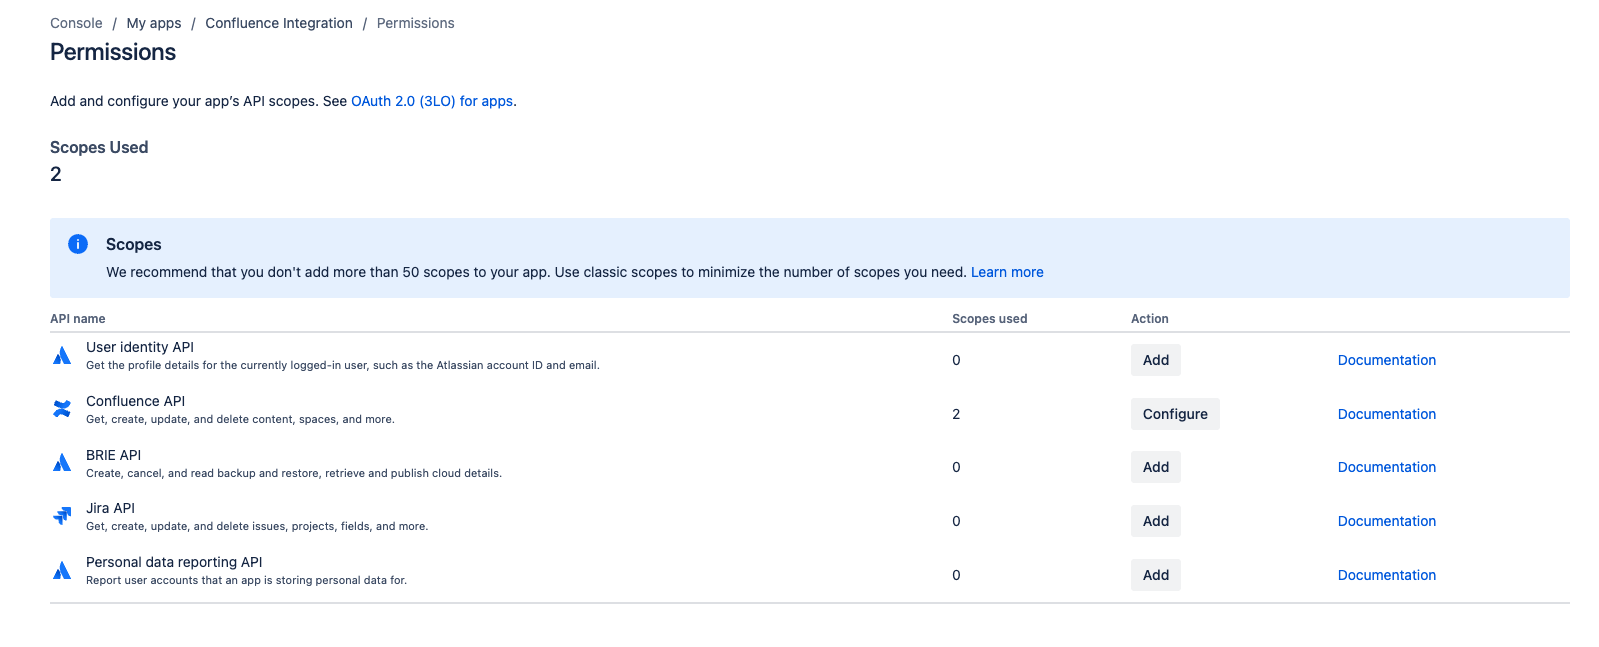 Console / My apps / Confluence Integration / Permissions
Permissions
Add and configure your app’s API scopes. See OAuth 2.0 (3LO) for apps.
Scopes Used
2
Scopes
We recommend that you don't add more than 50 scopes to your app. Use classic scopes to minimize the number of scopes you need. Learn more
API name Scopes used Action
User identity API
Get the profile details for the currently logged-in user, such as the Atlassian account ID and email.
0 Add Documentation
Confluence API
Get, create, update, and delete content, spaces, and more.
2 Configure Documentation
BRIE API
Create, cancel, and read backup and restore, retrieve and publish cloud details.
0 Add Documentation
Jira API
Get, create, update, and delete issues, projects, fields, and more.
0 Add Documentation
Personal data reporting API
Report user accounts that an app is storing personal data for.
0 Add Documentation